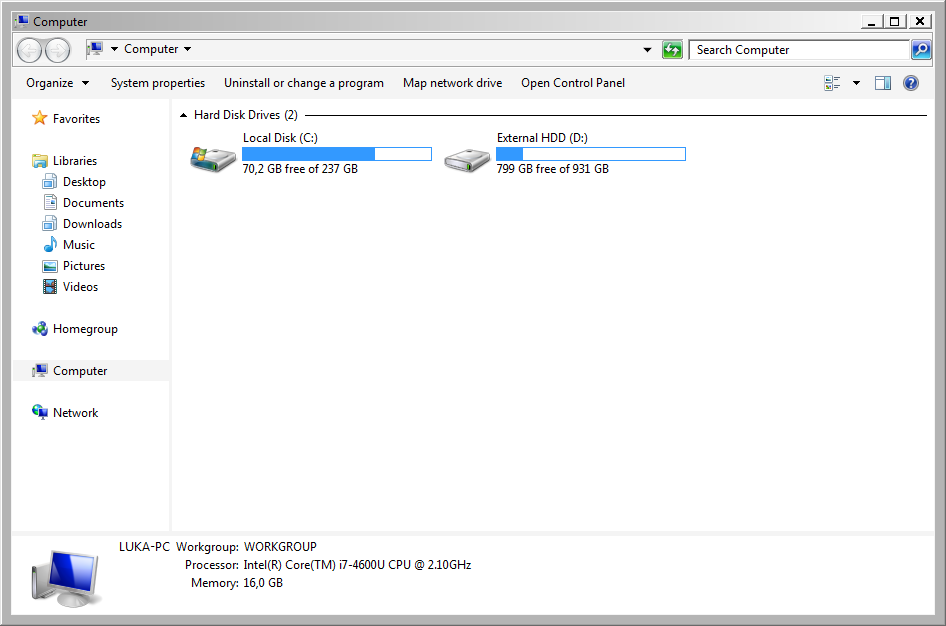 Computer
Computer
Search Computer
Organize
System properties
Uninstall or change a program
Map network drive
Open Control Panel
Favorites
Libraries
Desktop
Documents
Downloads
Music
Pictures
Videos
Homegroup
Computer
Network
Hard Disk Drives (2)
Local Disk (C:)
70,2 GB free of 237 GB
External HDD (D:)
799 GB free of 931 GB
LUKA-PC Workgroup: WORKGROUP
Processor: Intel(R) Core(TM) i7-4600U CPU @ 2.10GHz
Memory: 16,0 GB